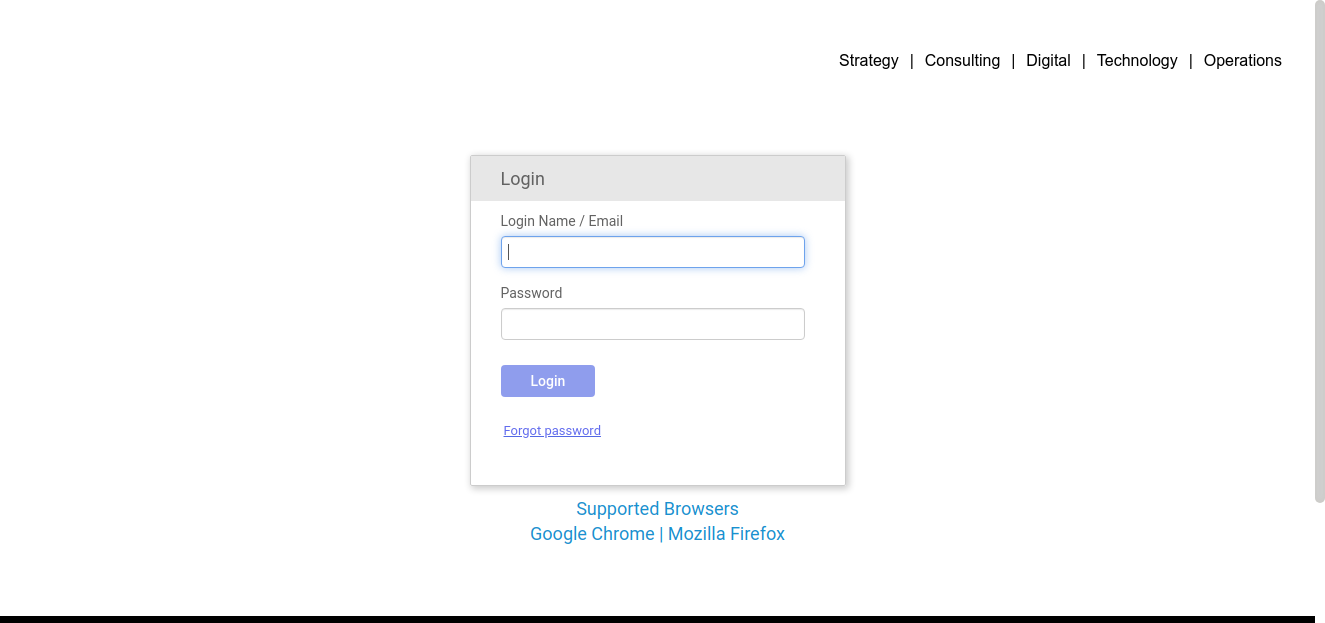 Strategy | Consulting | Digital | Technology | Operations
Login
Login Name / Email
Password
Login
Forgot password
Supported Browsers
Google Chrome | Mozilla Firefox